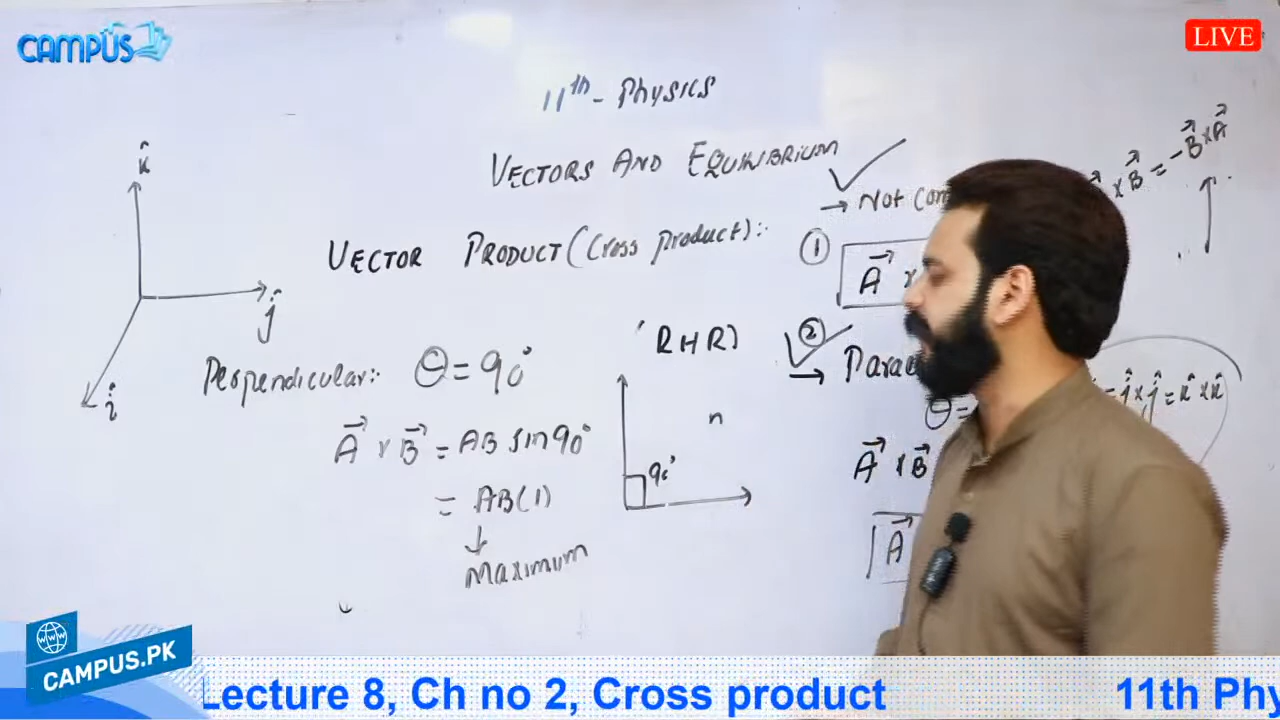 CAMPUS
LIVE
11th - Physics
VECTORS AND EQUILIBRIUM
→ Not
× B = -B × A
VECTOR PRODUCT (Cross product):-
①
A ×
k̂
ĵ
î
Perpendicular:- θ = 90°
'RHR)
②
→
θ =
= ĵ × ĵ = k̂ × k̂
A × B = AB sin 90°
n
90°
A × B
= AB(1)
↓
Maximum
A
CAMPUS.PK
Lecture 8, Ch no 2, Cross product
11th Phy